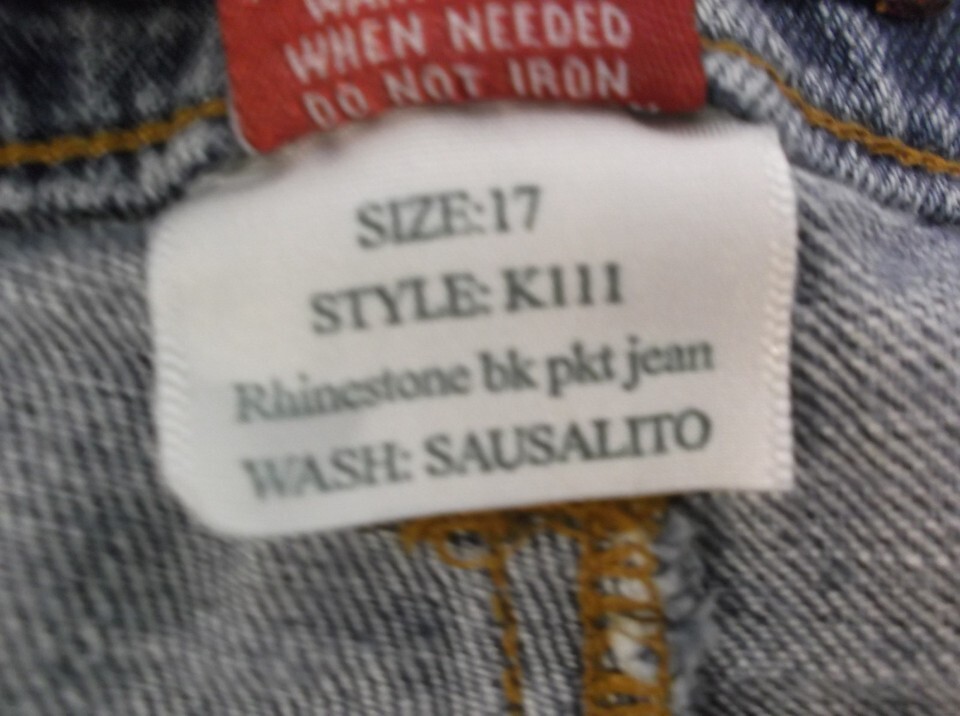 WHEN NEEDED
DO NOT IRON
SIZE:17
STYLE: K111
Rhinestone bk pkt jean
WASH: SAUSALITO